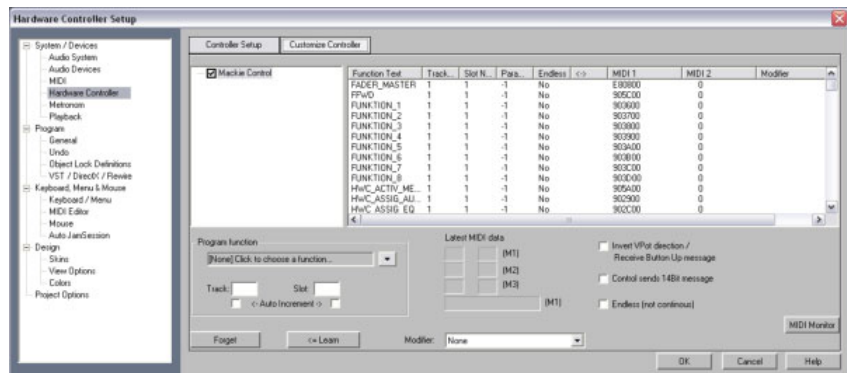 Hardware Controller Setup
System / Devices
Audio System
Audio Devices
MIDI
Hardware Controller
Metronom
Playback
Program
General
Undo
Object Lock Definitions
VST / DirectX / Rewire
Keyboard, Menu & Mouse
Keyboard / Menu
MIDI Editor
Mouse
Auto JamSession
Design
Skins
View Options
Colors
Project Options
Controller Setup Customize Controller
Mackie Control
Function Text Track... Slot N... Para... Endless <-> MIDI 1 MIDI 2 Modifier
FADER_MASTER 1 1 -1 No E80800 0
FFWD 1 1 -1 No 905C00 0
FUNKTION_1 1 1 -1 No 903600 0
FUNKTION_2 1 1 -1 No 903700 0
FUNKTION_3 1 1 -1 No 903800 0
FUNKTION_4 1 1 -1 No 903900 0
FUNKTION_5 1 1 -1 No 903A00 0
FUNKTION_6 1 1 -1 No 903B00 0
FUNKTION_7 1 1 -1 No 903C00 0
FUNKTION_8 1 1 -1 No 903D00 0
HWC_ACTIV_ME... 1 1 -1 No 905A00 0
HWC_ASSIG_AU... 1 1 -1 No 902900 0
HWC_ASSIG_EQ 1 1 -1 No 902C00 0
Program function
[None] Click to choose a function...
Track: Slot:
<- Auto Increment ->
Latest MIDI data
(M1)
(M2)
(M3)
(M1)
Invert VPot direction /
Receive Button Up message
Control sends 14Bit message
Endless (not continous)
MIDI Monitor
Forget <= Learn Modifier: None
OK Cancel Help